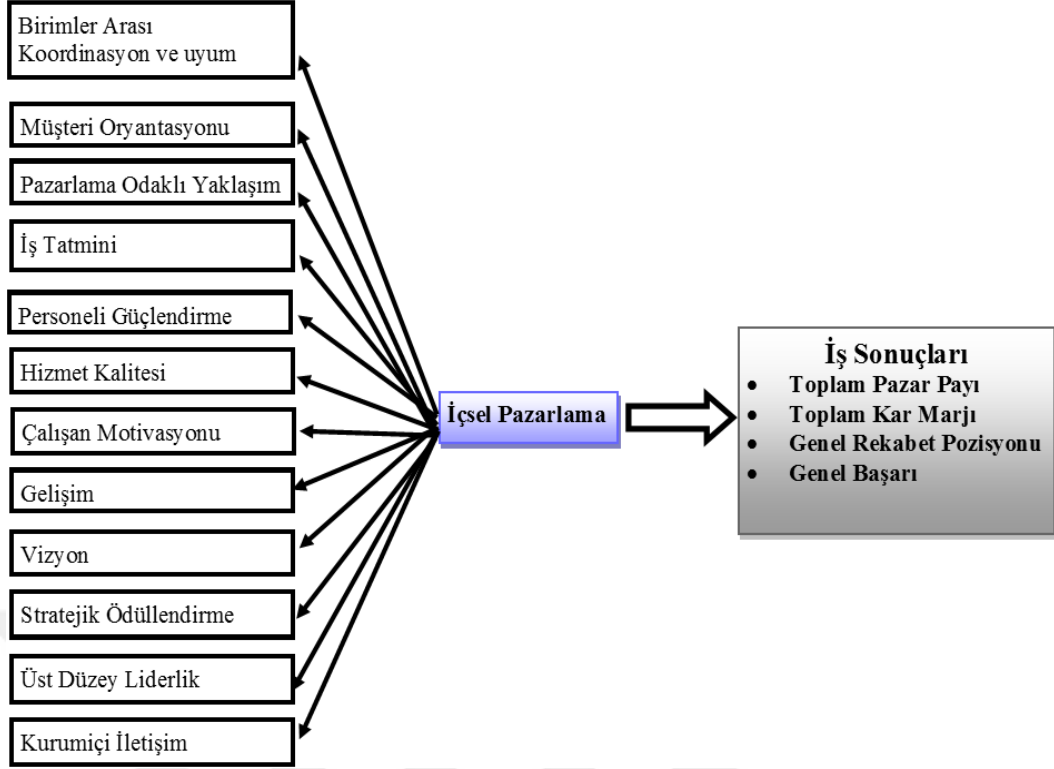 Birimler Arası
Koordinasyon ve uyum
Müşteri Oryantasyonu
Pazarlama Odaklı Yaklaşım
İş Tatmini
Personeli Güçlendirme
Hizmet Kalitesi
Çalışan Motivasyonu
Gelişim
Vizyon
Stratejik Ödüllendirme
Üst Düzey Liderlik
Kurumiçi İletişim
İçsel Pazarlama
İş Sonuçları
• Toplam Pazar Payı
• Toplam Kar Marjı
• Genel Rekabet Pozisyonu
• Genel Başarı